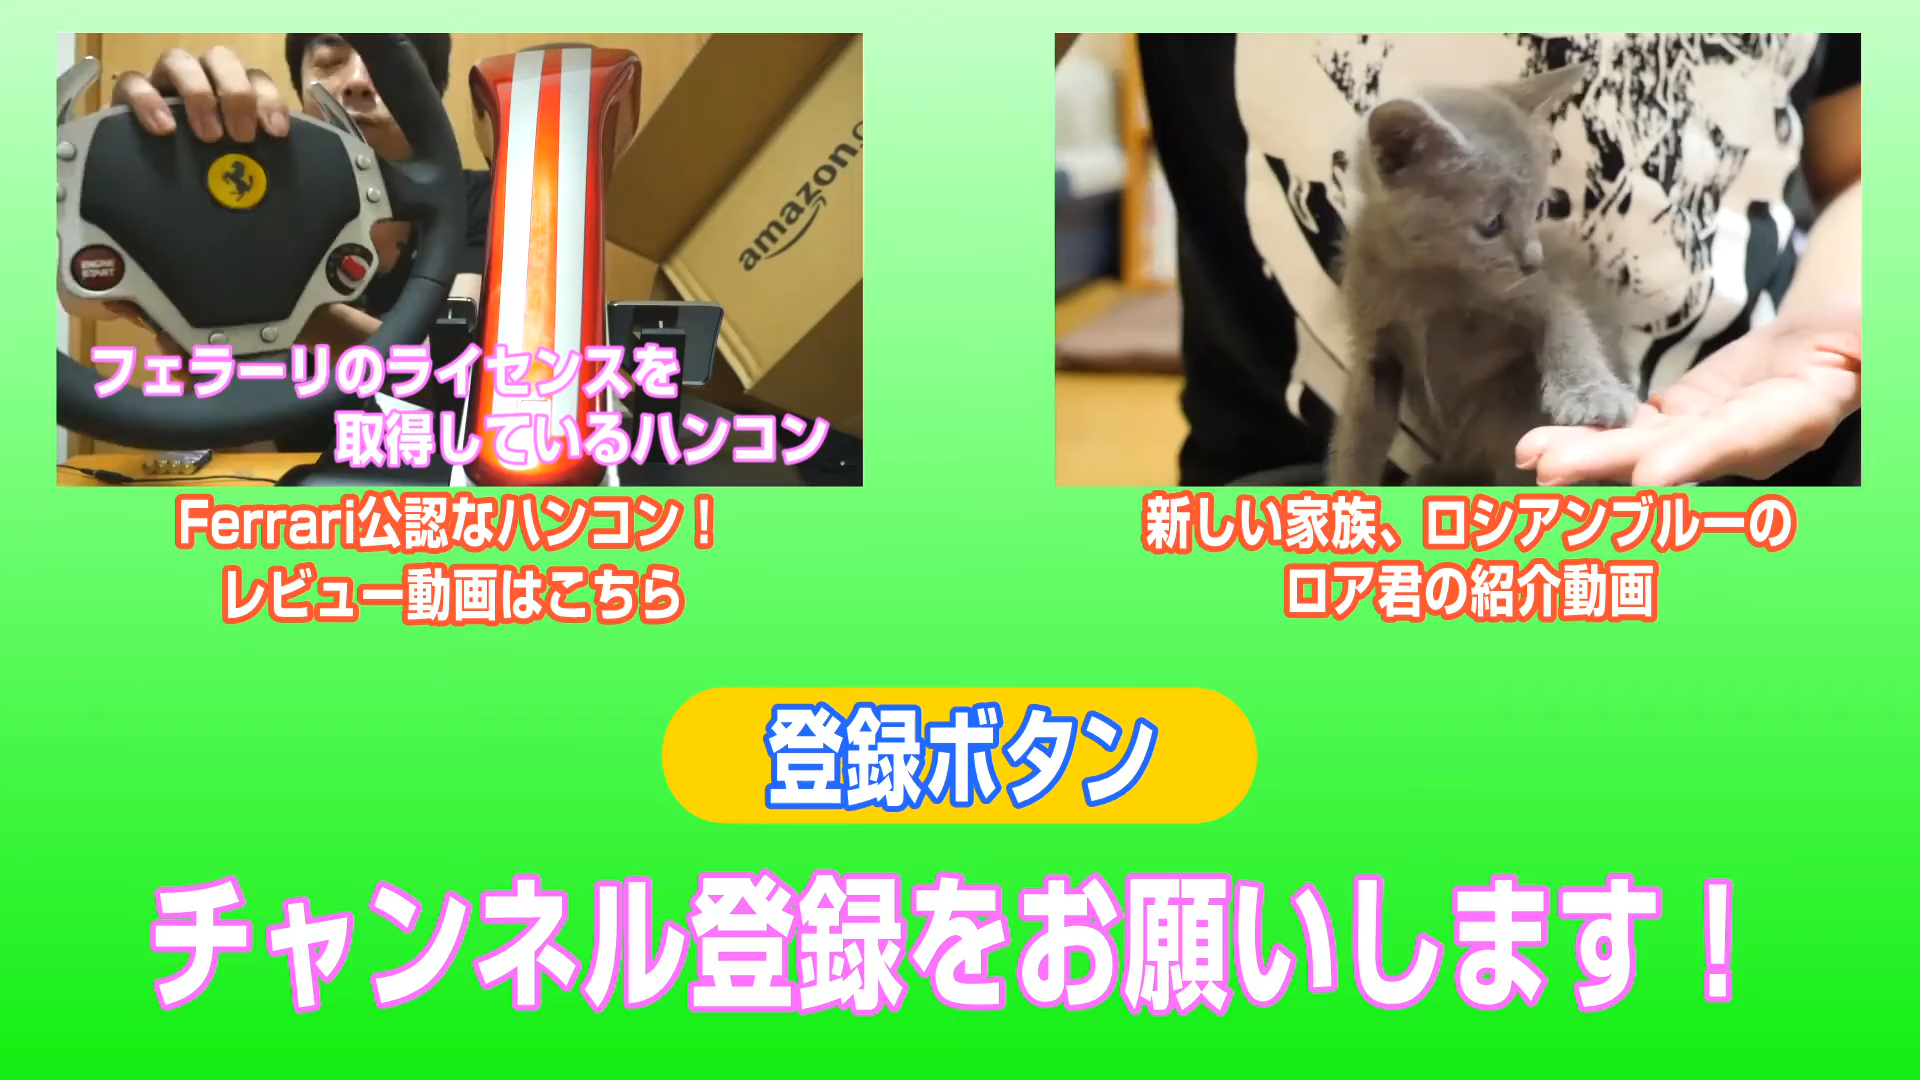 amazon.c
ENGINE
START
フェラーリのライセンスを
取得しているハンコン
Ferrari公認なハンコン！
レビュー動画はこちら
新しい家族、ロシアンブルーの
ロア君の紹介動画
登録ボタン
チャンネル登録をお願いします！